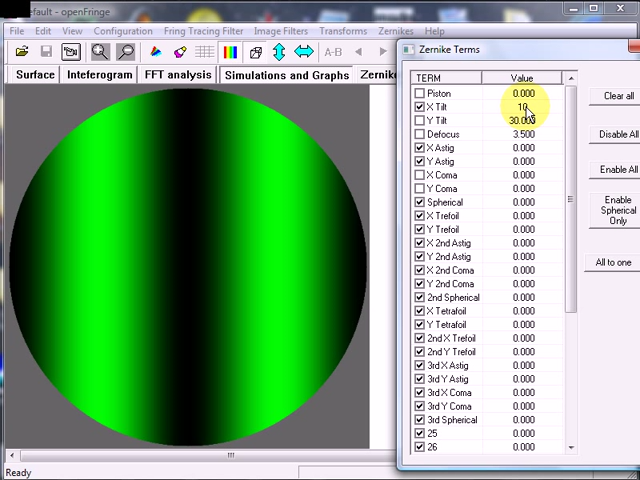 efault - openFringe
File Edit View Configuration Fring Tracing Filter Image Filters Transforms Zernikes Help
A-B
Surface Inteferogram FFT analysis Simulations and Graphs Zernike
Zernike Terms
TERM Value
Piston 0.000
X Tilt 10
Y Tilt 30.000
Defocus 3.500
X Astig 0.000
Y Astig 0.000
X Coma 0.000
Y Coma 0.000
Spherical 0.000
X Trefoil 0.000
Y Trefoil 0.000
X 2nd Astig 0.000
Y 2nd Astig 0.000
X 2nd Coma 0.000
Y 2nd Coma 0.000
2nd Spherical 0.000
X Tetrafoil 0.000
Y Tetrafoil 0.000
2nd X Trefoil 0.000
2nd Y Trefoil 0.000
3rd X Astig 0.000
3rd Y Astig 0.000
3rd X Coma 0.000
3rd Y Coma 0.000
3rd Spherical 0.000
25 0.000
26 0.000
Clear all
Disable All
Enable All
Enable
Spherical
Only
All to one
Ready